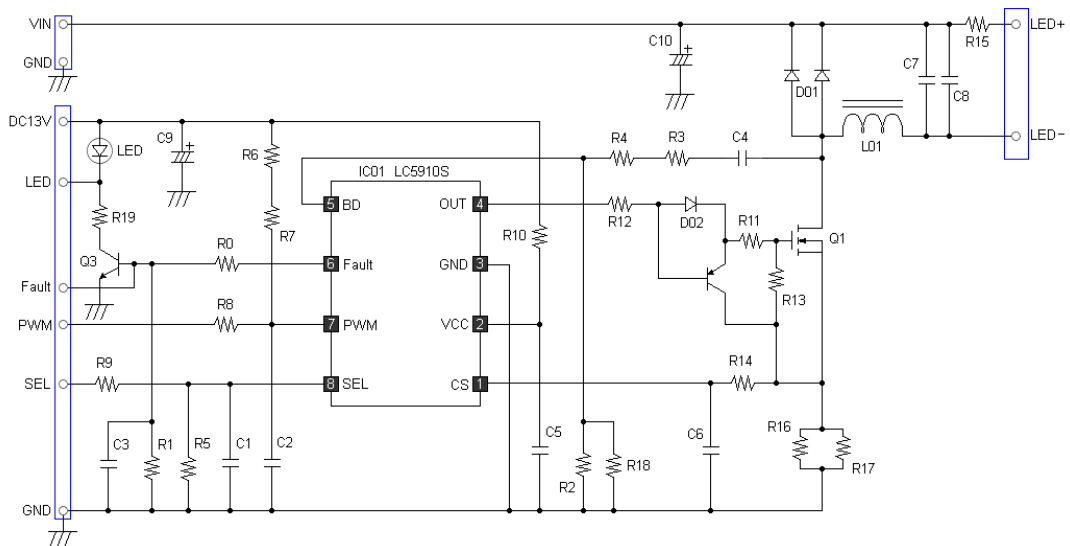 VIN
C10
LED+
R15
GND
C7
C8
D01
DC13V
C9
LED
R6
R4
R3
C4
L01
LED-
IC01 LC5910S
LED
5 BD
OUT 4
R19
R7
R10
R12
D02
R11
Q1
Q3
R0
6 Fault
GND 3
R13
Fault
PWM
R8
7 PWM
VCC 2
SEL
R9
8 SEL
CS 1
R14
C3
R1
R5
C1
C2
C5
R2
R18
C6
R16
R17
GND